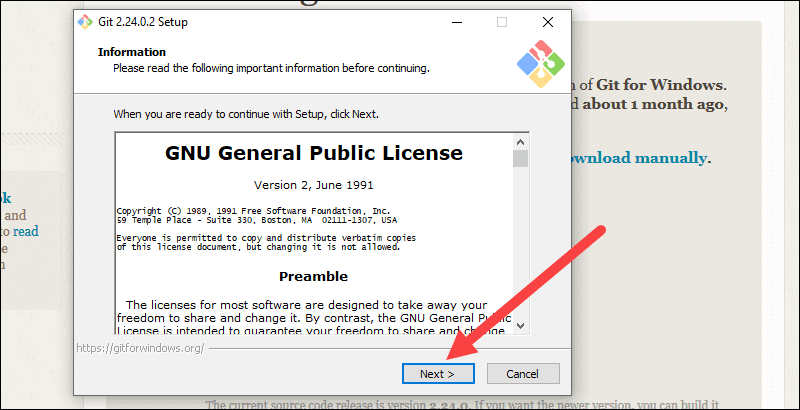 Git 2.24.0.2 Setup
Information
Please read the following important information before continuing.
When you are ready to continue with Setup, click Next.
GNU General Public License
Version 2, June 1991
Copyright (C) 1989, 1991 Free Software Foundation, Inc.
59 Temple Place - Suite 330, Boston, MA 02111-1307, USA
Everyone is permitted to copy and distribute verbatim copies
of this license document, but changing it is not allowed.
Preamble
The licenses for most software are designed to take away your
freedom to share and change it. By contrast, the GNU General Public
License is intended to guarantee your freedom to share and change
https://gitforwindows.org/
Next >
Cancel
of Git for Windows.
about 1 month ago,
download manually.
and
to read
The current source code release is version 2.24.0. If you want the newer version, you can build it